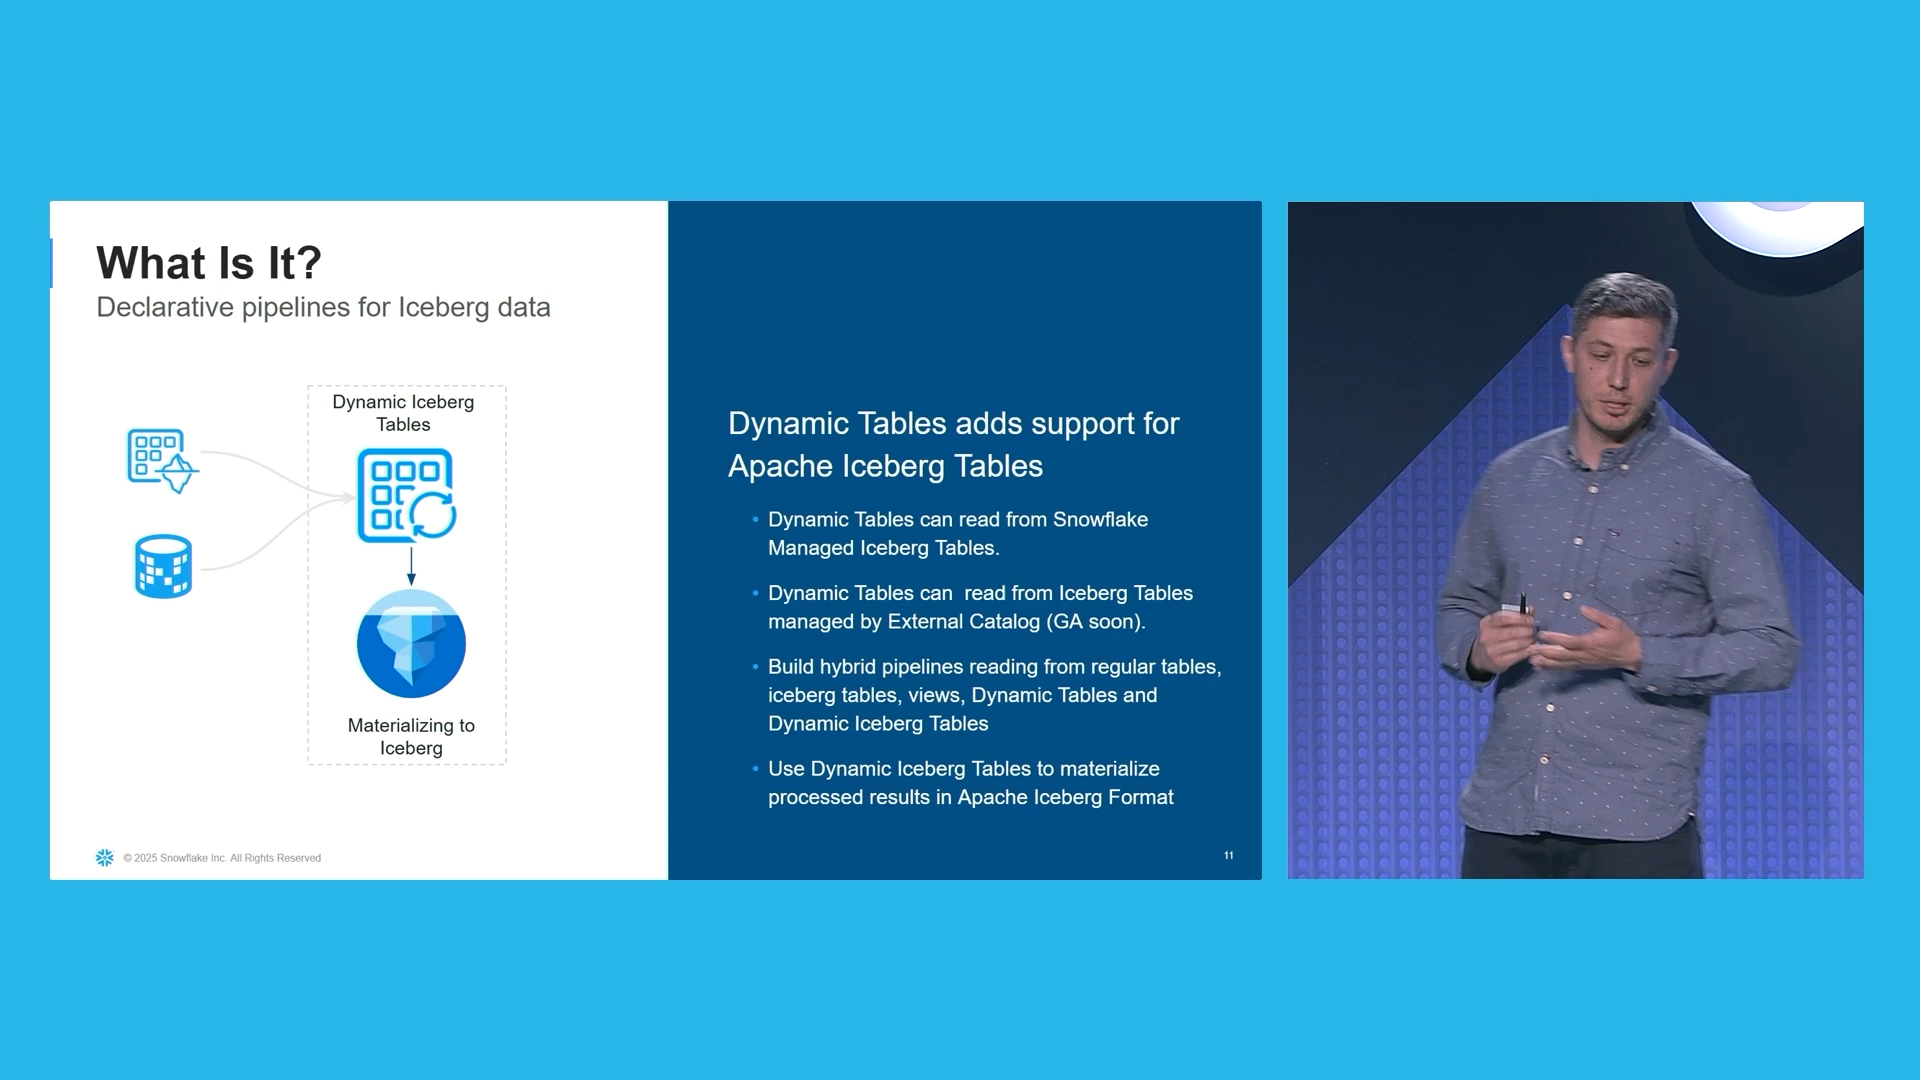 What Is It?
Declarative pipelines for Iceberg data
Dynamic Iceberg
Tables
Materializing to
Iceberg
© 2025 Snowflake Inc. All Rights Reserved
Dynamic Tables adds support for
Apache Iceberg Tables
• Dynamic Tables can read from Snowflake
Managed Iceberg Tables.
• Dynamic Tables can  read from Iceberg Tables
managed by External Catalog (GA soon).
• Build hybrid pipelines reading from regular tables,
iceberg tables, views, Dynamic Tables and
Dynamic Iceberg Tables
• Use Dynamic Iceberg Tables to materialize
processed results in Apache Iceberg Format
11